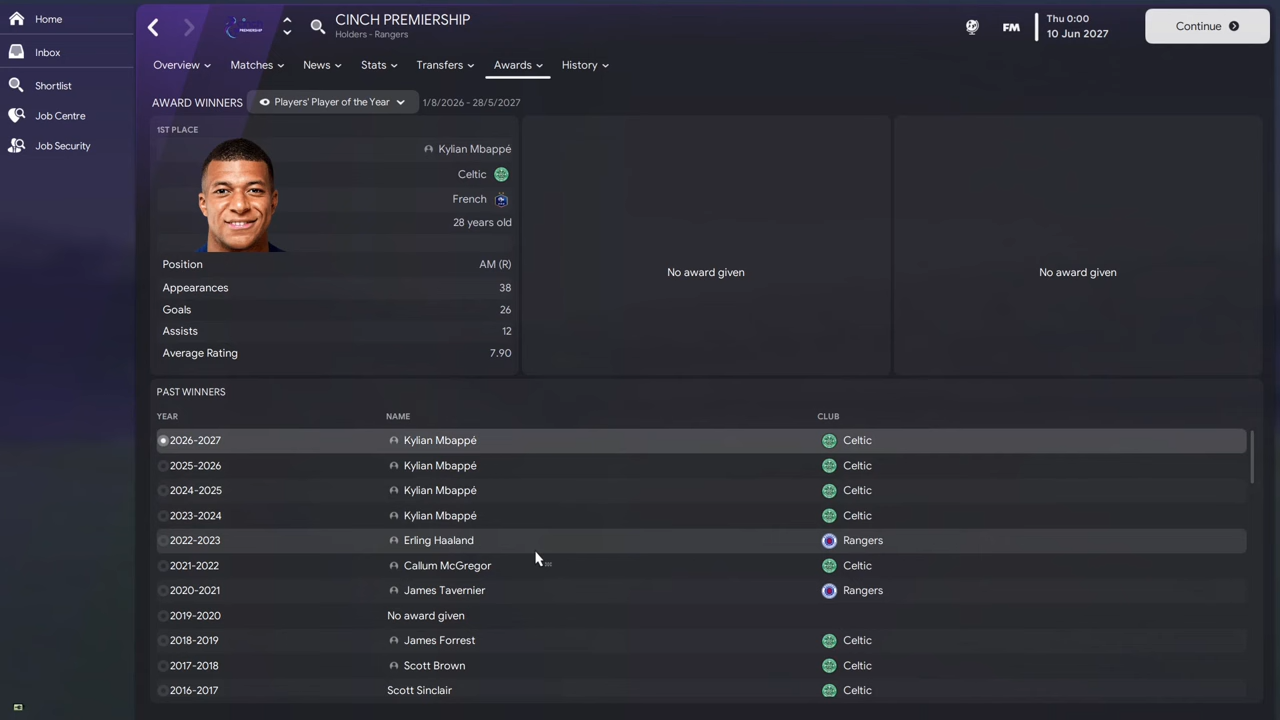 Home
Inbox
Shortlist
Job Centre
Job Security
PREMIERSHIP
CINCH PREMIERSHIP
Holders - Rangers
FM
Thu 0:00
10 Jun 2027
Continue
Overview Matches News Stats Transfers Awards History
AWARD WINNERS Players' Player of the Year 1/8/2026 - 28/5/2027
1ST PLACE
Kylian Mbappé
Celtic
French
28 years old
Position AM (R)
Appearances 38
Goals 26
Assists 12
Average Rating 7.90
No award given
No award given
PAST WINNERS
YEAR NAME CLUB
2026-2027 Kylian Mbappé Celtic
2025-2026 Kylian Mbappé Celtic
2024-2025 Kylian Mbappé Celtic
2023-2024 Kylian Mbappé Celtic
2022-2023 Erling Haaland Rangers
2021-2022 Callum McGregor Celtic
2020-2021 James Tavernier Rangers
2019-2020 No award given
2018-2019 James Forrest Celtic
2017-2018 Scott Brown Celtic
2016-2017 Scott Sinclair Celtic